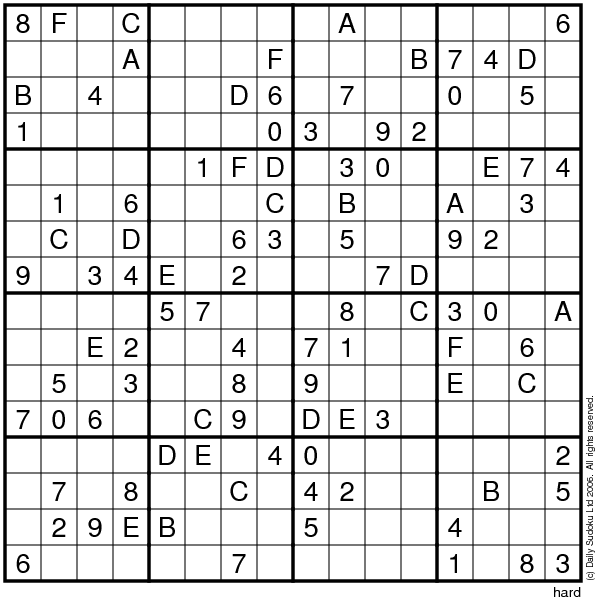 8 F C A 6
A F B 7 4 D
B 4 D 6 7 0 5
1 0 3 9 2
1 F D 3 0 E 7 4
1 6 C B A 3
C D 6 3 5 9 2
9 3 4 E 2 7 D
5 7 8 C 3 0 A
E 2 4 7 1 F 6
5 3 8 9 E C
7 0 6 C 9 D E 3
D E 4 0 2
7 8 C 4 2 B 5
2 9 E B 5 4
6 7 1 8 3
(c) Daily Sudoku Ltd 2006. All rights reserved.
hard